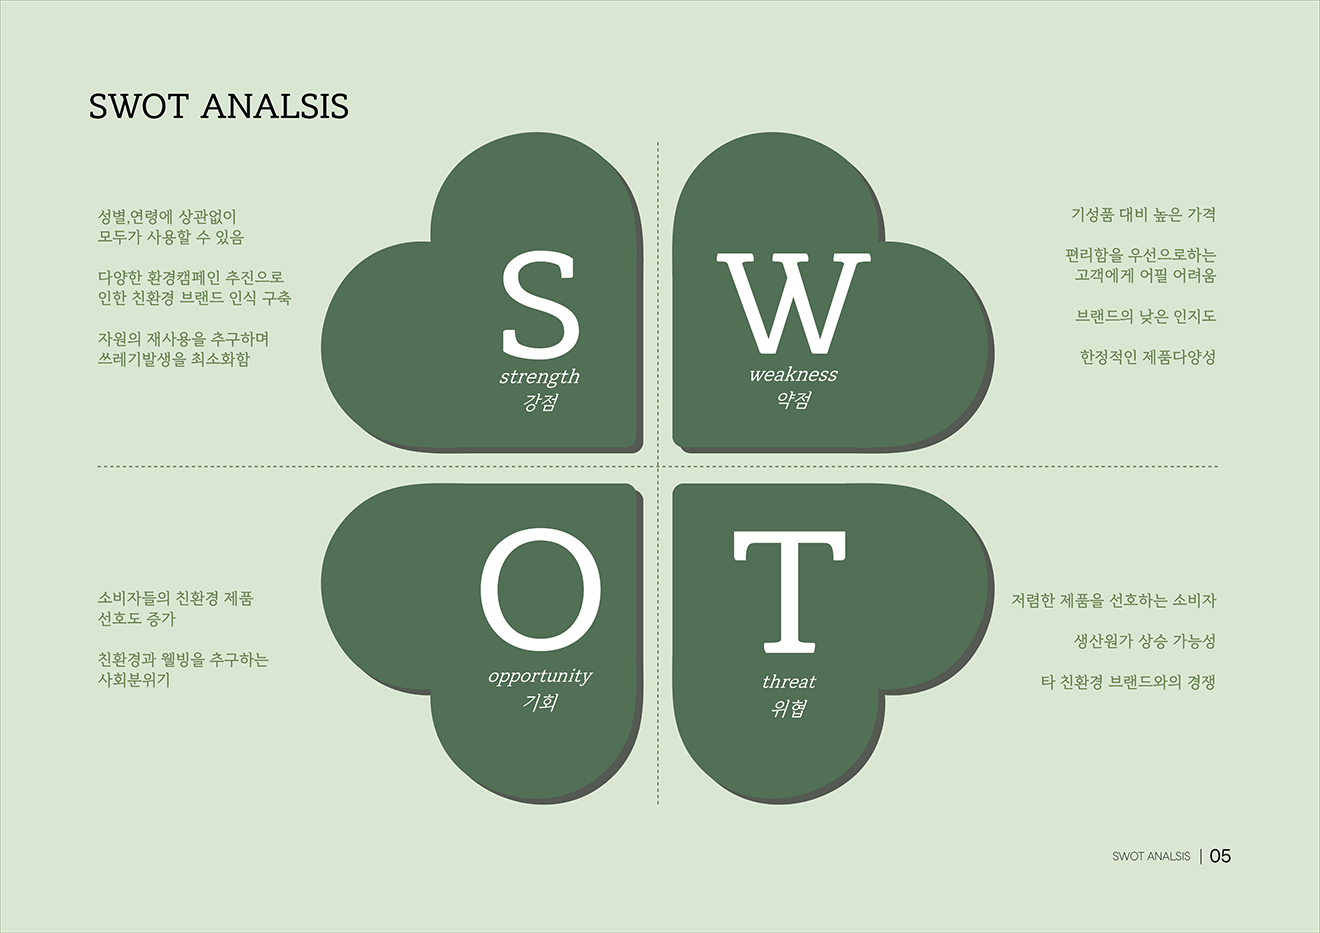 SWOT ANALSIS
성별,연령에 상관없이
모두가 사용할 수 있음
다양한 환경캠페인 추진으로
인한 친환경 브랜드 인식 구축
자원의 재사용을 추구하며
쓰레기발생을 최소화함
S
strength
강점
W
weakness
약점
기성품 대비 높은 가격
편리함을 우선으로하는
고객에게 어필 어려움
브랜드의 낮은 인지도
한정적인 제품다양성
소비자들의 친환경 제품
선호도 증가
친환경과 웰빙을 추구하는
사회분위기
O
opportunity
기회
T
threat
위협
저렴한 제품을 선호하는 소비자
생산원가 상승 가능성
타 친환경 브랜드와의 경쟁
SWOT ANALSIS | 05